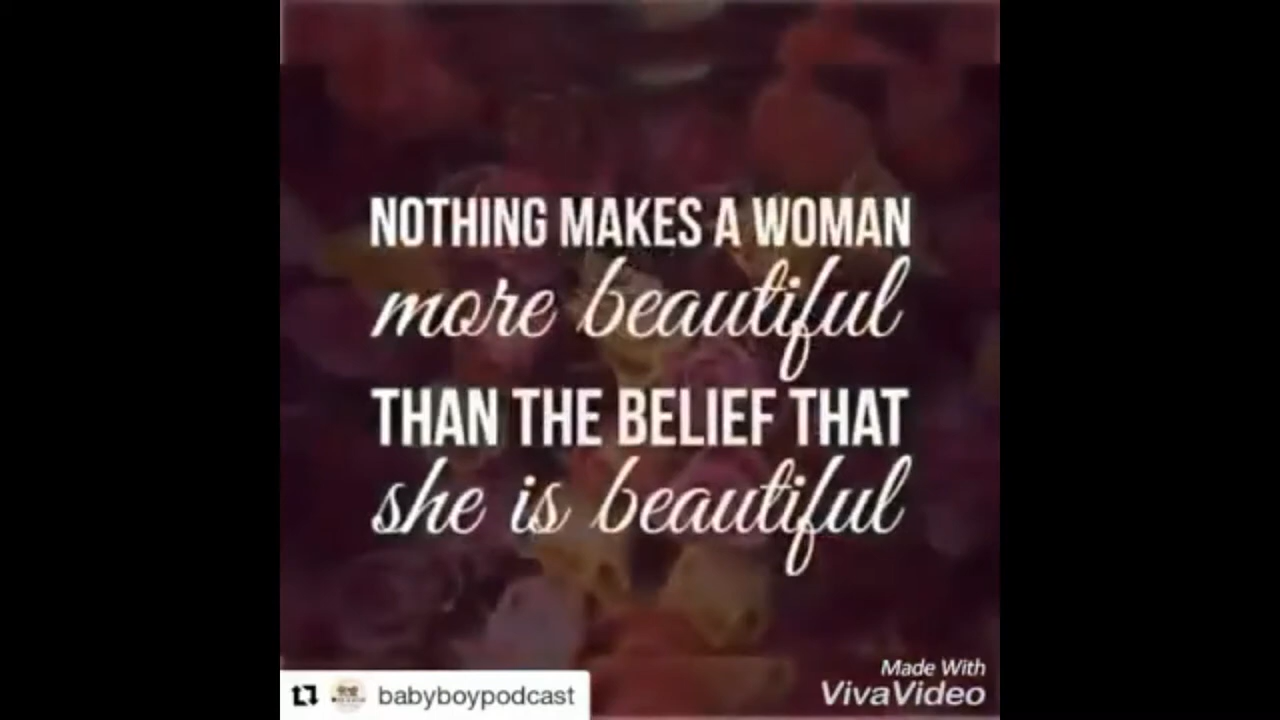 NOTHING MAKES A WOMAN
more beautiful
THAN THE BELIEF THAT
she is beautiful
Made With
VivaVideo
babyboypodcast